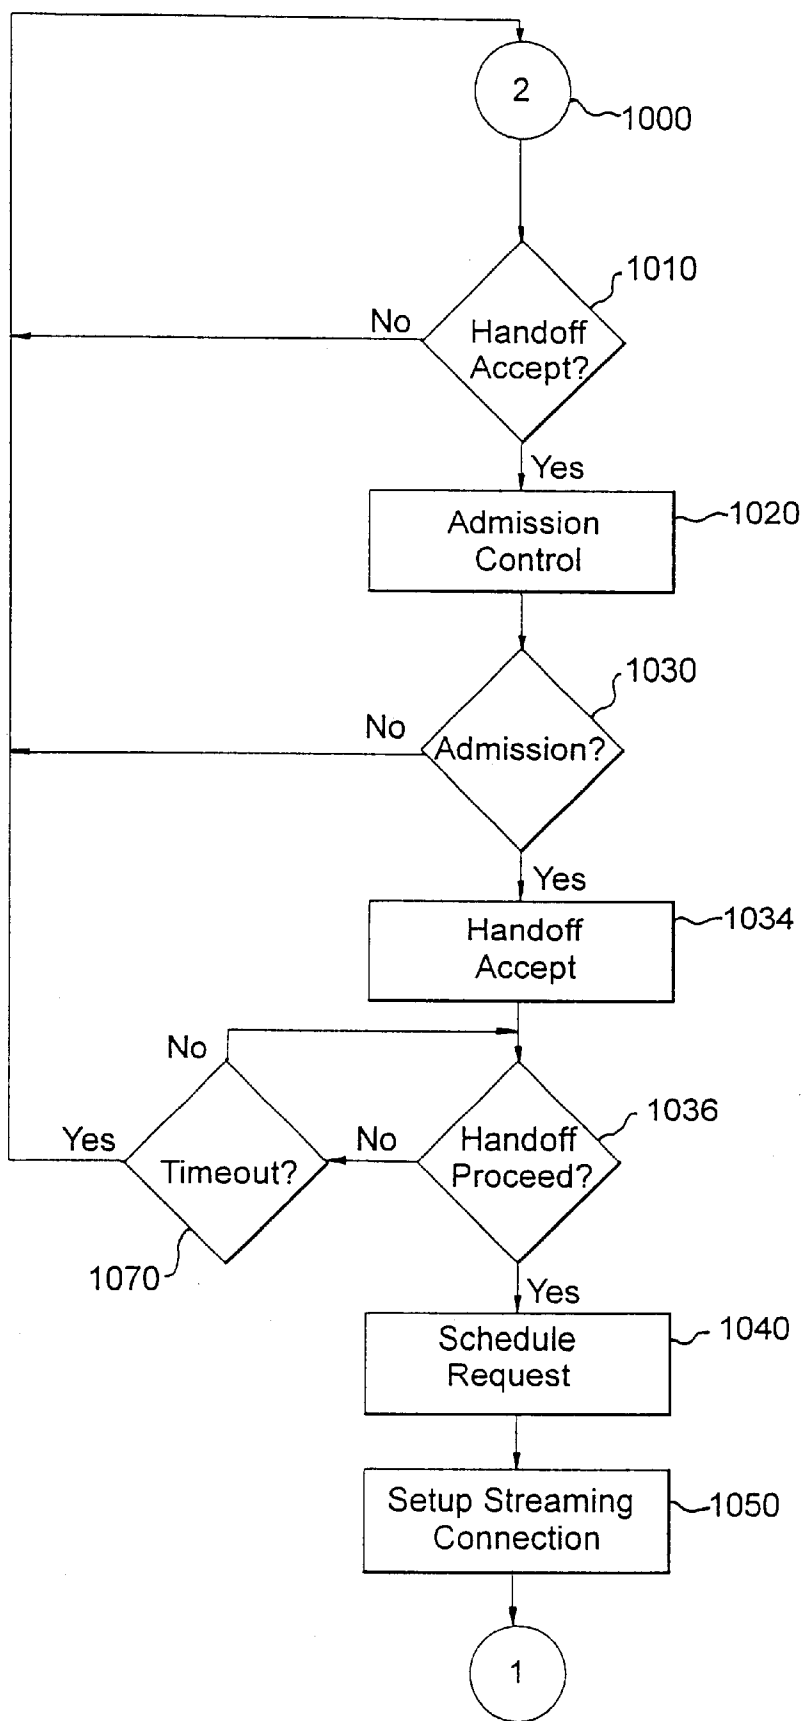 2
1000
1010
No
Handoff
Accept?
Yes
Admission
Control
1020
1030
No
Admission?
Yes
Handoff
Accept
1034
No
1036
Yes
Timeout?
No
Handoff
Proceed?
1070
Yes
Schedule
Request
1040
Setup Streaming
Connection
1050
1